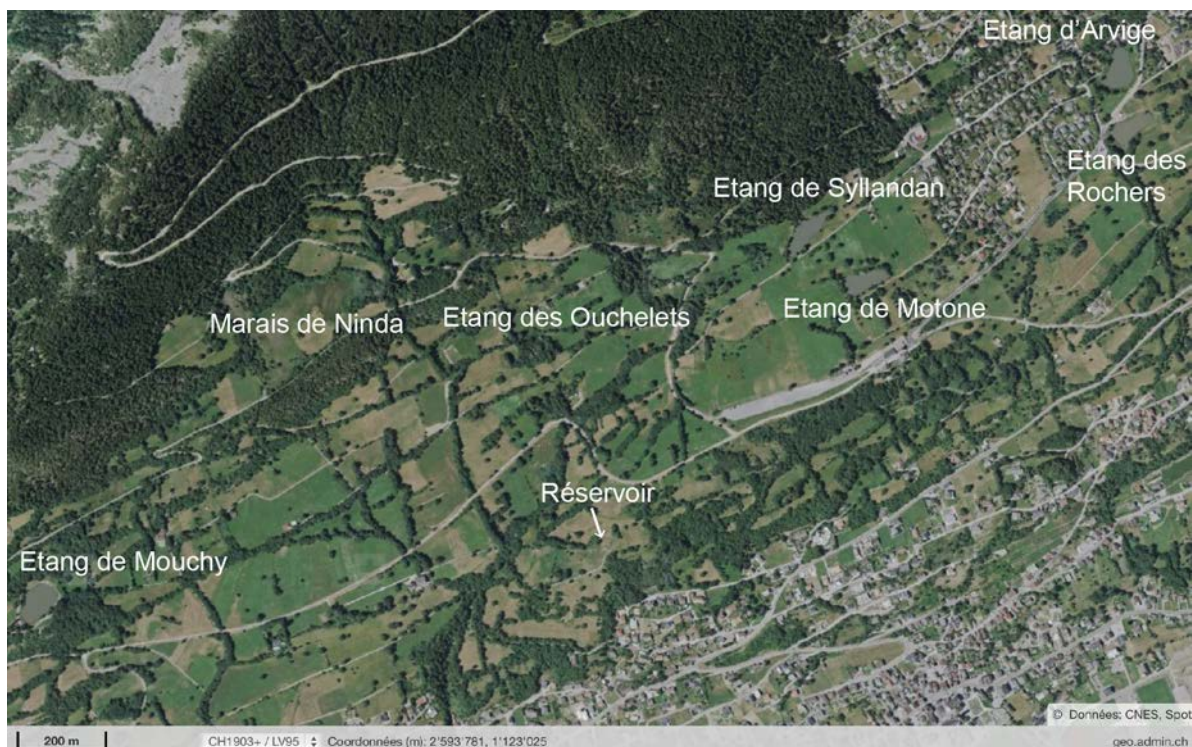 Etang d'Arvige
Etang des
Rochers
Etang de Syllandan
Marais de Ninda
Etang des Ouchelets
Etang de Motone
Réservoir
Etang de Mouchy
© Données: CNES, Spot
200 m
CH1903+ / LV95
Coordonnées (m): 2'593'781, 1'123'025
geo.admin.ch